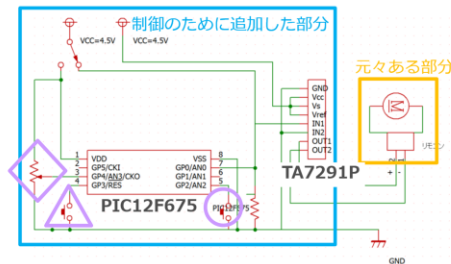 制御のために追加した部分
VCC=4.5V
VCC=4.5V
元々ある部分
GND
Vcc
Vs
Vref
IN1
IN2
OUT1
OUT2
M
リモコン
2
1
+
-
TA7291P
1
2
3
4
VDD
GP5/CKI
GP4/AN3/CKO
GP3/RES
VSS
GP0/AN0
GP1/AN1
GP2/AN2
8
7
6
5
PIC12F675
PIC12F675
GND